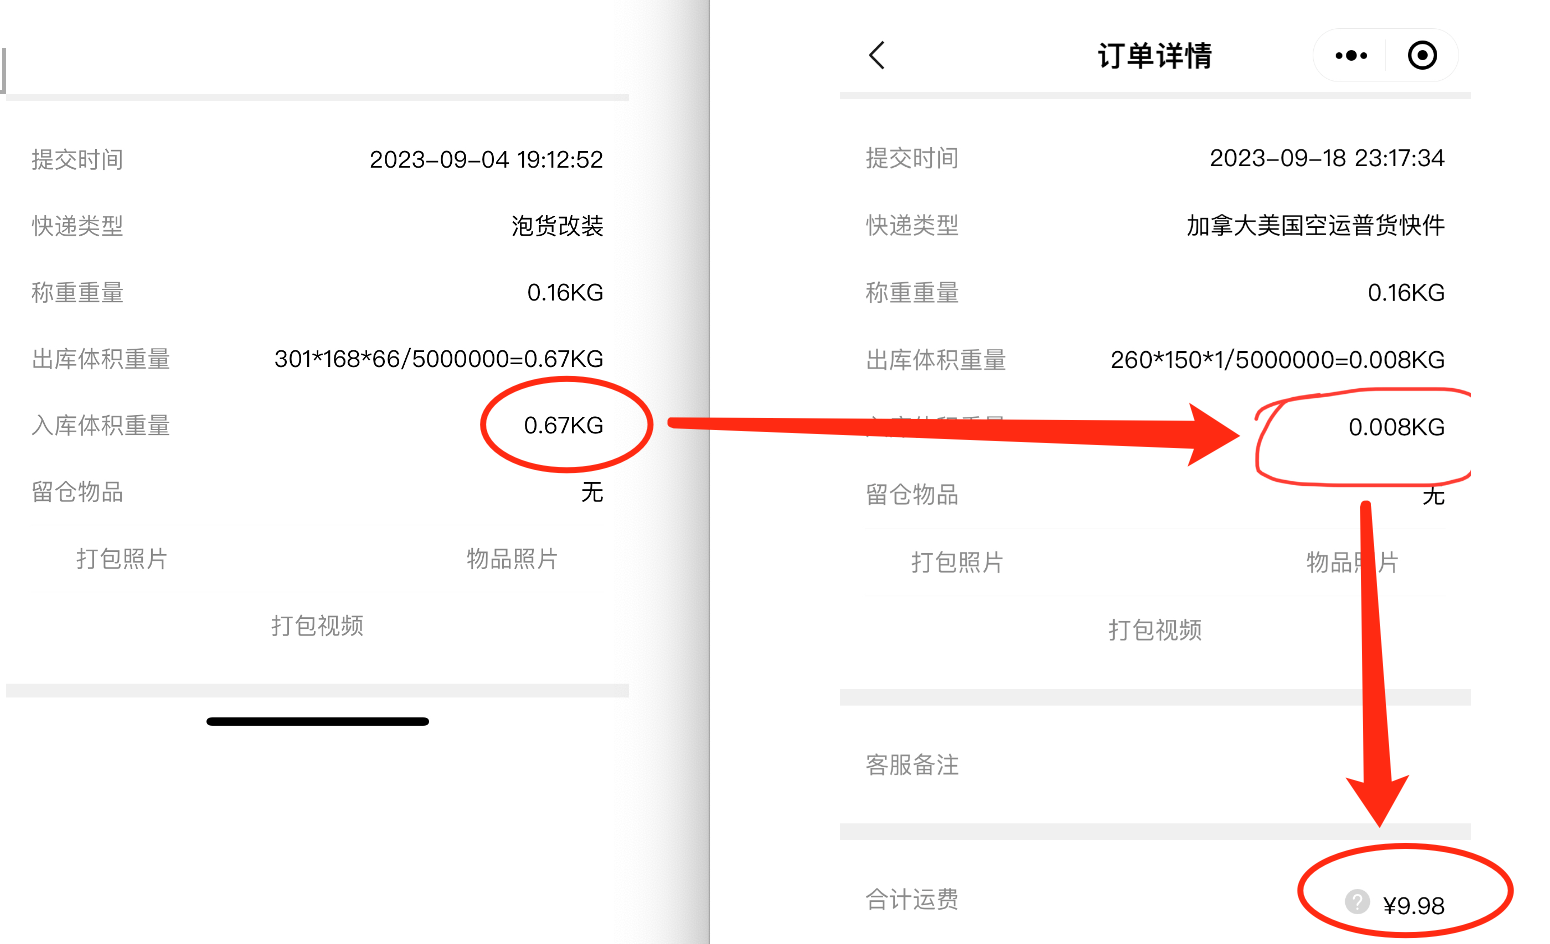 提交时间 2023-09-04 19:12:52
快递类型 泡货改装
称重重量 0.16KG
出库体积重量 301*168*66/5000000=0.67KG
入库体积重量 0.67KG
留仓物品 无
打包照片 物品照片
打包视频
订单详情
提交时间 2023-09-18 23:17:34
快递类型 加拿大美国空运普货快件
称重重量 0.16KG
出库体积重量 260*150*1/5000000=0.008KG
0.008KG
留仓物品 无
打包照片 物品照片
打包视频
客服备注
合计运费 ? ¥9.98